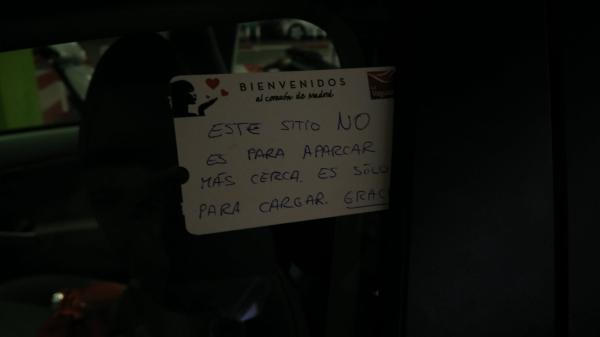 BIENVENIDOS
al corazón de Madrid
ESTE SITIO NO
ES PARA APARCAR
MÁS CERCA. ES SÓLO
PARA CARGAR. GRAC